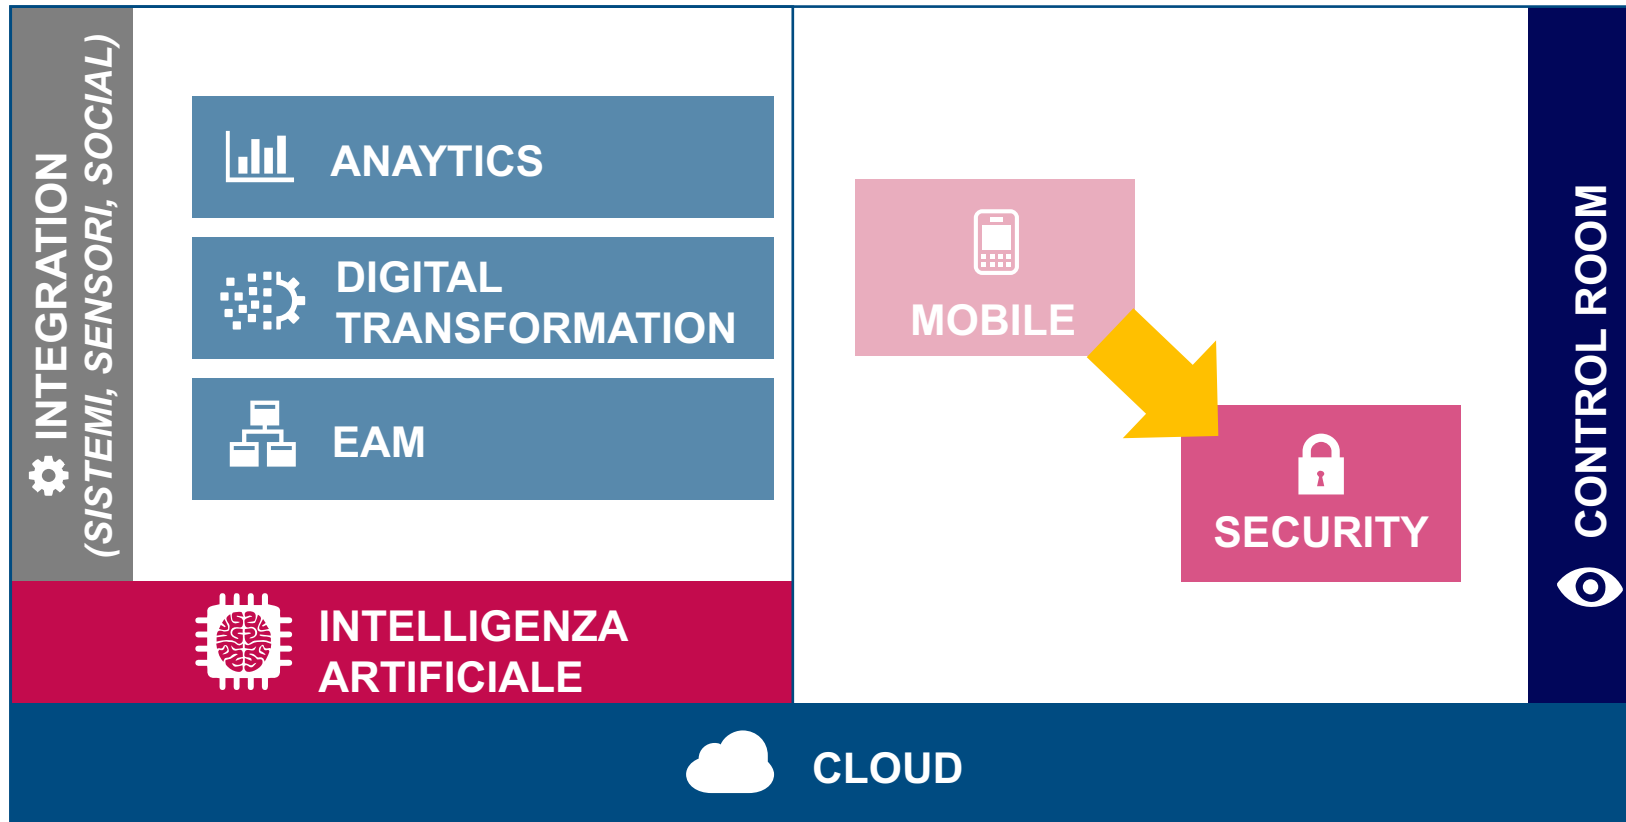 INTEGRATION
(SISTEMI, SENSORI, SOCIAL)
ANAYTICS
DIGITAL
TRANSFORMATION
EAM
INTELLIGENZA
ARTIFICIALE
MOBILE
SECURITY
CONTROL ROOM
CLOUD